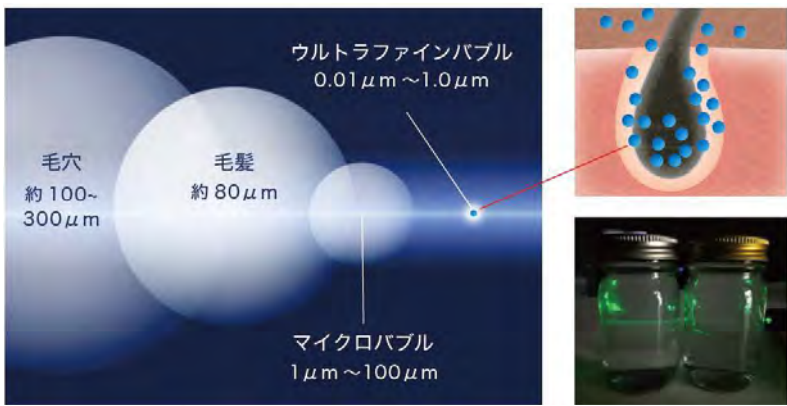 ウルトラファインバブル
0.01μm～1.0μm
毛穴
約100~
300μm
毛髪
約80μm
マイクロバブル
1μm～100μm